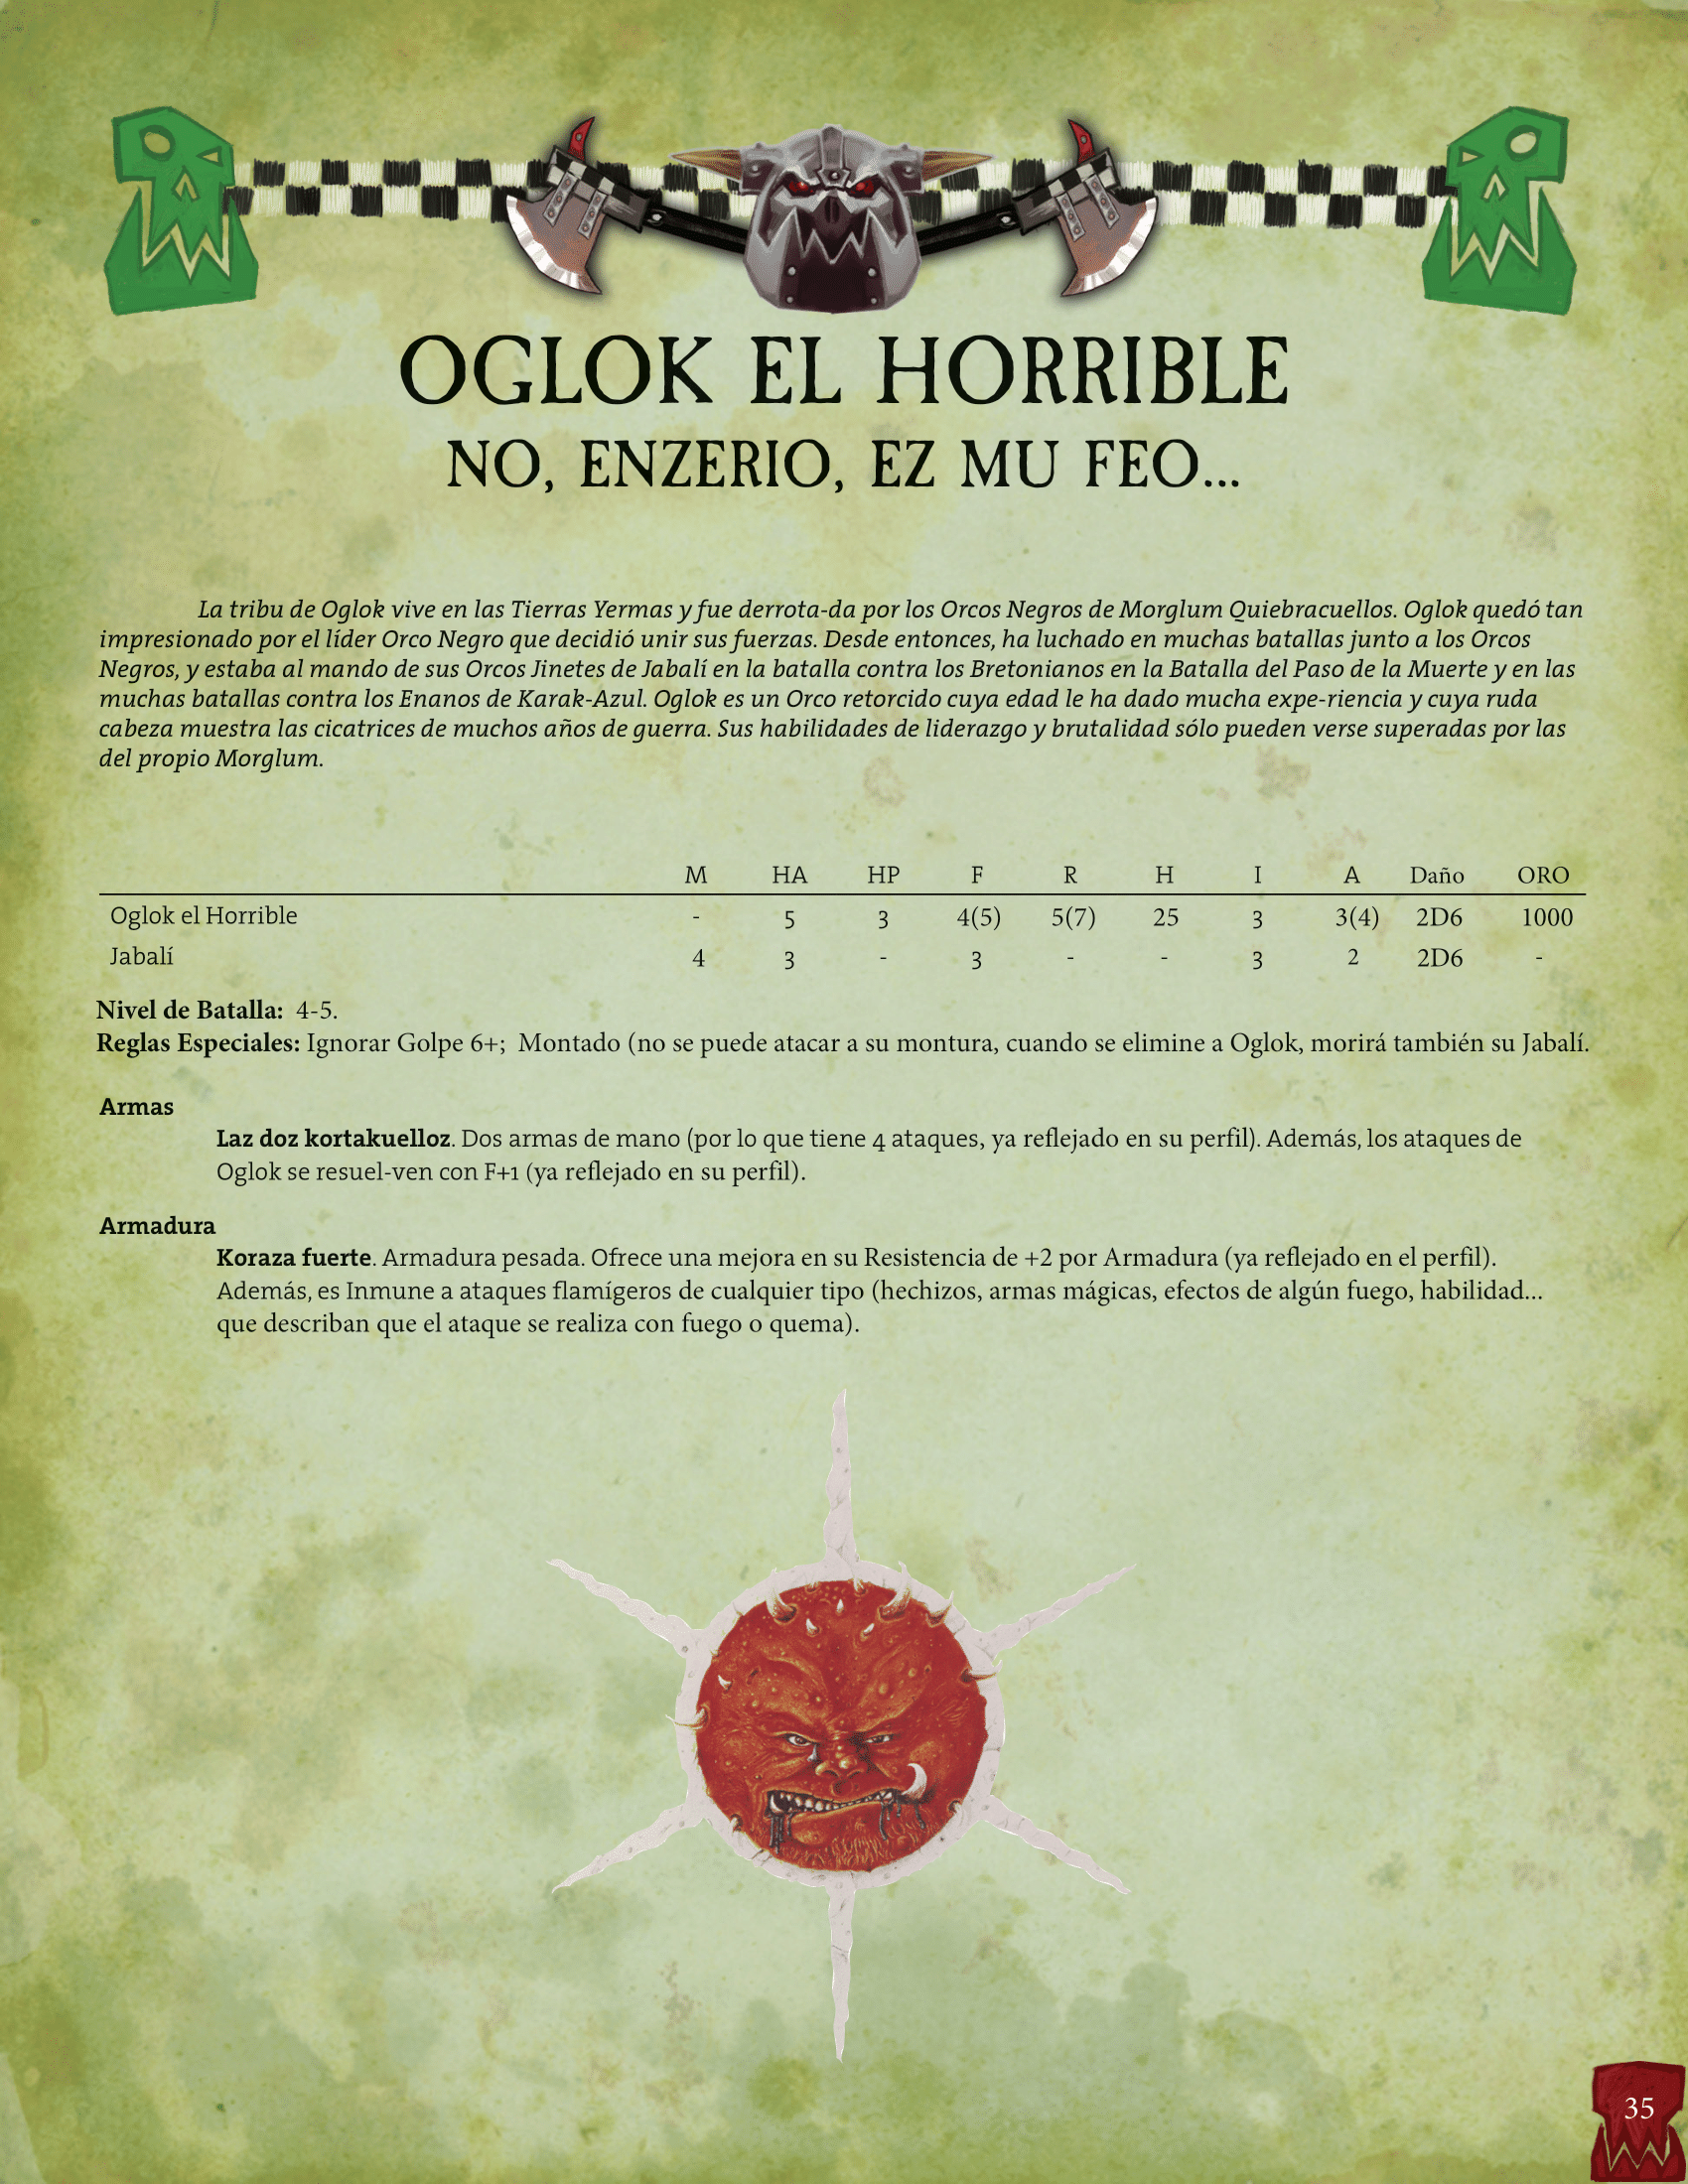 OGLOK EL HORRIBLE
NO, ENZERIO, EZ MU FEO...
La tribu de Oglok vive en las Tierras Yermas y fue derrota-da por los Orcos Negros de Morglum Quiebracuellos. Oglok quedó tan
impresionado por el líder Orco Negro que decidió unir sus fuerzas. Desde entonces, ha luchado en muchas batallas junto a los Orcos
Negros, y estaba al mando de sus Orcos Jinetes de Jabalí en la batalla contra los Bretonianos en la Batalla del Paso de la Muerte y en las
muchas batallas contra los Enanos de Karak-Azul. Oglok es un Orco retorcido cuya edad le ha dado mucha expe-riencia y cuya ruda
cabeza muestra las cicatrices de muchos años de guerra. Sus habilidades de liderazgo y brutalidad sólo pueden verse superadas por las
del propio Morglum.
M HA HP F R H I A Daño ORO
Oglok el Horrible - 5 3 4(5) 5(7) 25 3 3(4) 2D6 1000
Jabalí 4 3 - 3 - - 3 2 2D6 -
Nivel de Batalla: 4-5.
Reglas Especiales: Ignorar Golpe 6+; Montado (no se puede atacar a su montura, cuando se elimine a Oglok, morirá también su Jabalí.
Armas
Laz doz kortakuelloz. Dos armas de mano (por lo que tiene 4 ataques, ya reflejado en su perfil). Además, los ataques de
Oglok se resuel-ven con F+1 (ya reflejado en su perfil).
Armadura
Koraza fuerte. Armadura pesada. Ofrece una mejora en su Resistencia de +2 por Armadura (ya reflejado en el perfil).
Además, es Inmune a ataques flamígeros de cualquier tipo (hechizos, armas mágicas, efectos de algún fuego, habilidad...
que describan que el ataque se realiza con fuego o quema).
35